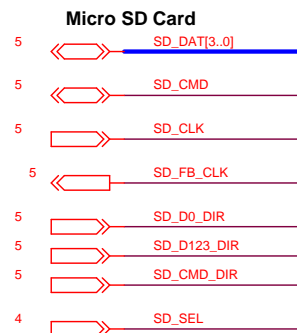 Micro SD Card
5 SD_DAT[3..0]
5 SD_CMD
5 SD_CLK
5 SD_FB_CLK
5 SD_D0_DIR
5 SD_D123_DIR
5 SD_CMD_DIR
4 SD_SEL